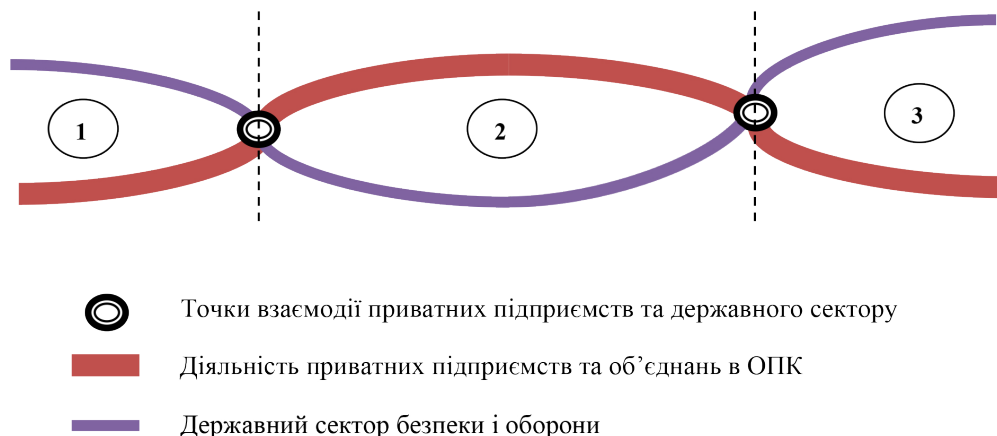 1
2
3
Точки взаємодії приватних підприємств та державного сектору
Діяльність приватних підприємств та об’єднань в ОПК
Державний сектор безпеки і оборони